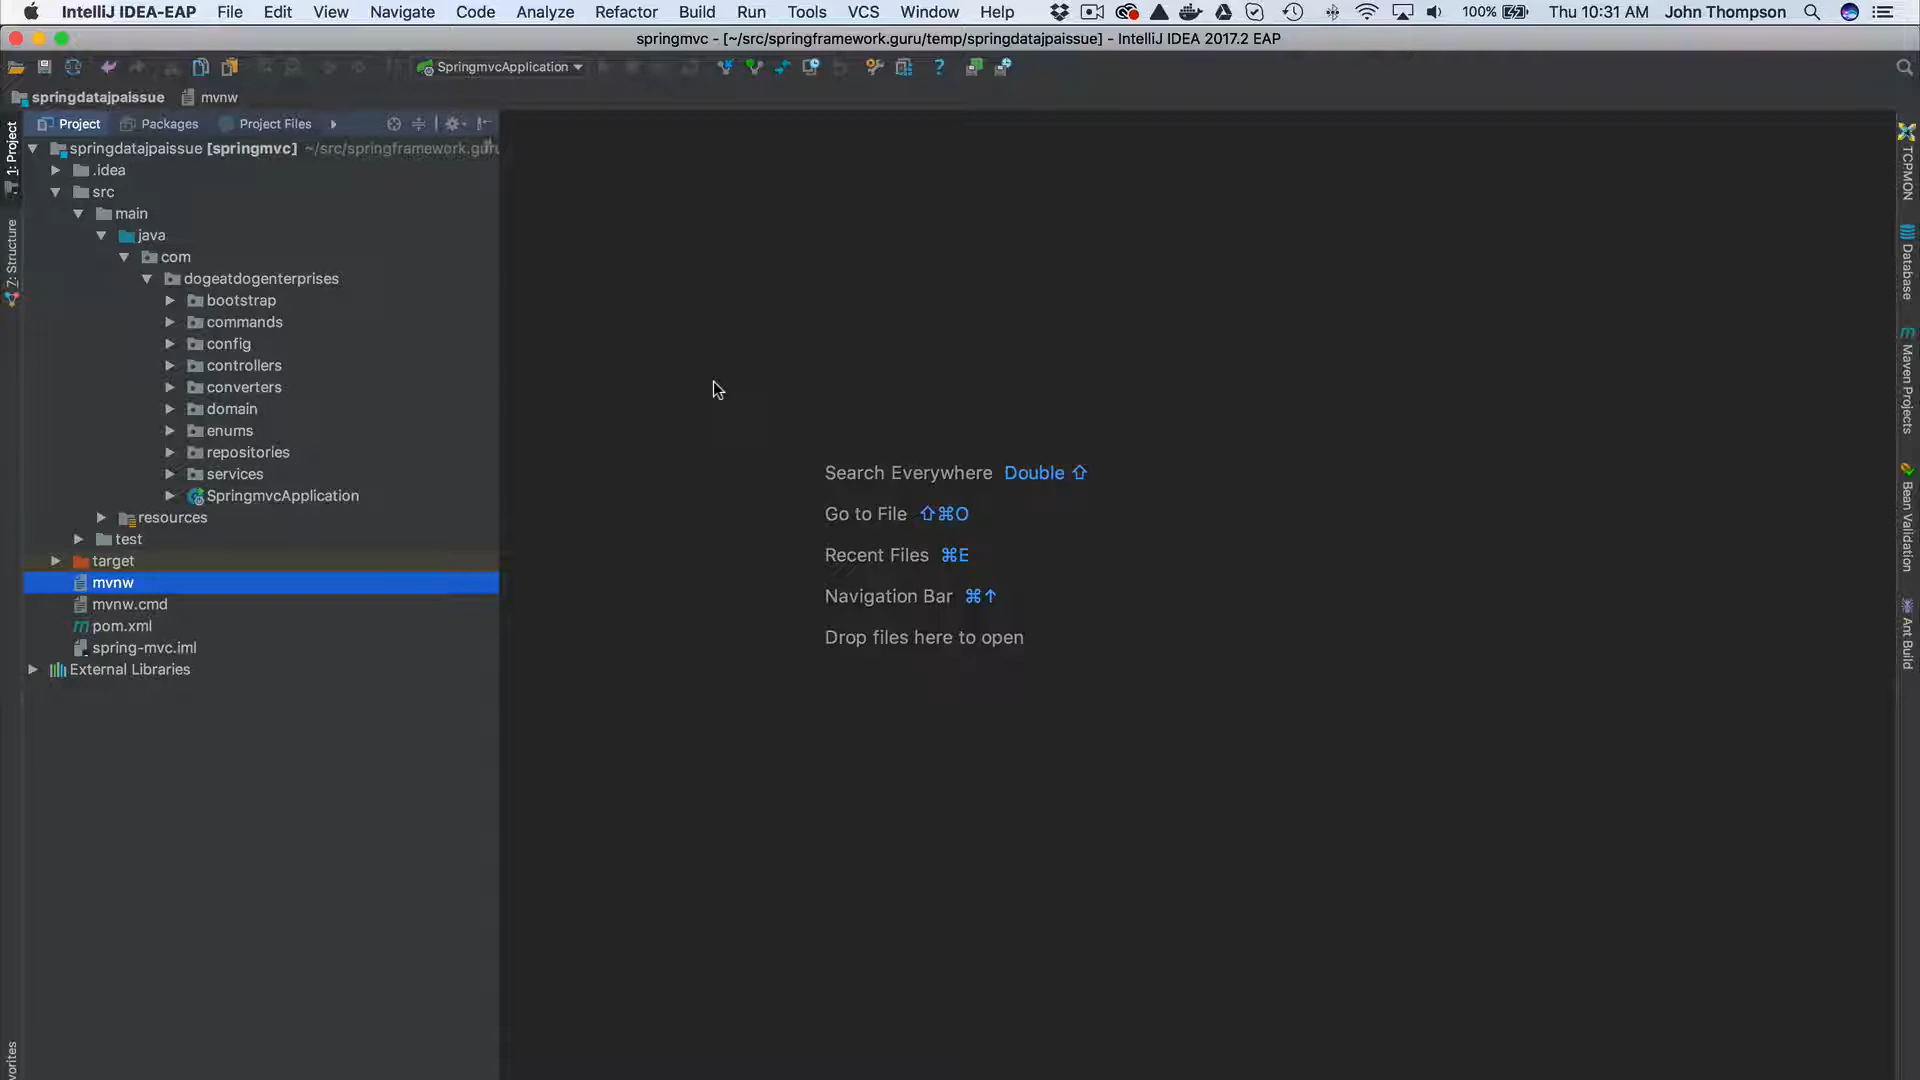 IntelliJ IDEA-EAP File Edit View Navigate Code Analyze Refactor Build Run Tools VCS Window Help 100% Thu 10:31 AM John Thompson
springmvc - [~/src/springframework.guru/temp/springdatajpaissue] - IntelliJ IDEA 2017.2 EAP
SpringmvcApplication
springdatajpaissue mvnw
Project Packages Project Files
springdatajpaissue [springmvc] ~/src/springframework.guru
.idea
src
main
java
com
dogeatdogenterprises
bootstrap
commands
config
controllers
converters
domain
enums
repositories
services
SpringmvcApplication
resources
test
target
mvnw
mvnw.cmd
pom.xml
spring-mvc.iml
External Libraries
1: Project
Z: Structure
Search Everywhere Double ⇧
Go to File ⇧⌘O
Recent Files ⌘E
Navigation Bar ⌘↑
Drop files here to open
TCPMON
Database
Maven Projects
Bean Validation
Ant Build